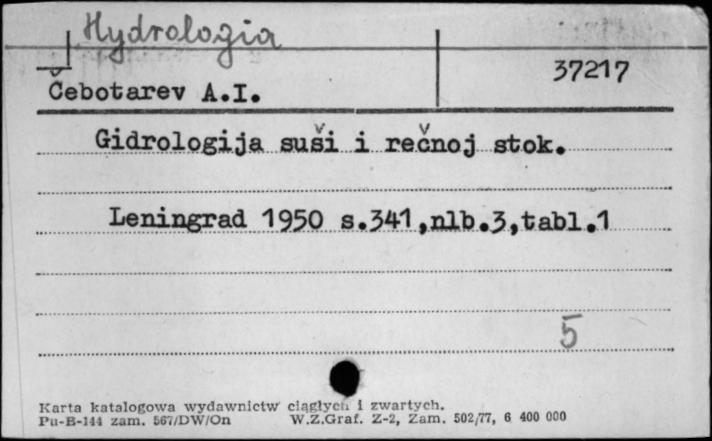 Hydrologia
37217
Čebotarev A.I.
Gidrologija suši i rečnoj stok.
Leningrad 1950 s.341,nlb.3,tabl.1
5
Karta katalogowa wydawnictw ciągłych i zwartych.
Pu-B-144 zam. 567/DW/On W.Z.Graf. Z-2, Zam. 502/77, 6 400 000